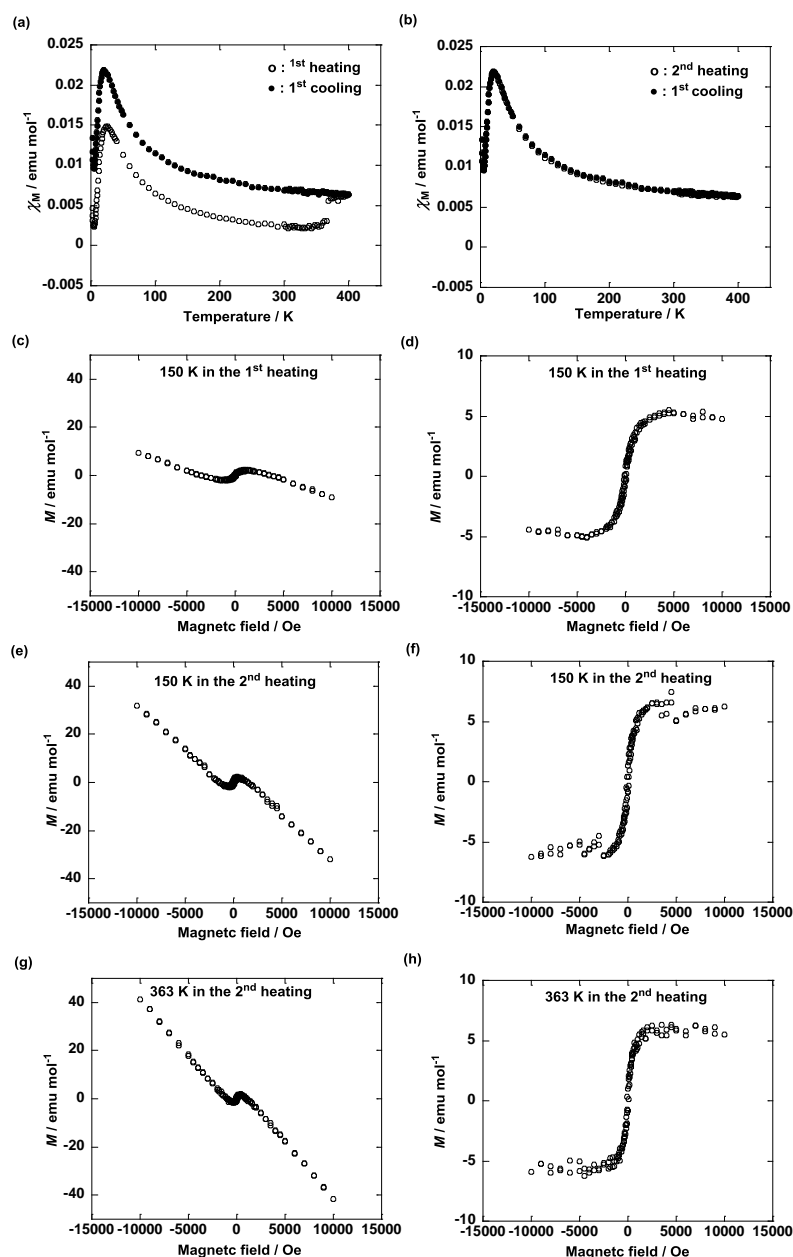 (a)
0.025
0.02
0.015
0.01
0.005
0
-0.005
χM / emu mol-1
: 1st heating
: 1st cooling
0 100 200 300 400
Temperature / K
(b)
0.025
0.02
0.015
0.01
0.005
0
-0.005
χM / emu mol-1
: 2nd heating
: 1st cooling
0 100 200 300 400
Temperature / K
(c)
40
20
0
-20
-40
M / emu mol-1
150 K in the 1st heating
-15000 -10000 -5000 0 5000 10000 15000
Magnetc field / Oe
(d)
10
5
0
-5
-10
M / emu mol-1
150 K in the 1st heating
-15000 -10000 -5000 0 5000 10000 15000
Magnetc field / Oe
(e)
40
20
0
-20
-40
M / emu mol-1
150 K in the 2nd heating
-15000 -10000 -5000 0 5000 10000 15000
Magnetc field / Oe
(f)
10
5
0
-5
-10
M / emu mol-1
150 K in the 2nd heating
-15000 -10000 -5000 0 5000 10000 15000
Magnetc field / Oe
(g)
40
20
0
-20
-40
M / emu mol-1
363 K in the 2nd heating
-15000 -10000 -5000 0 5000 10000 15000
Magnetc field / Oe
(h)
10
5
0
-5
-10
M / emu mol-1
363 K in the 2nd heating
-15000 -10000 -5000 0 5000 10000 15000
Magnetc field / Oe